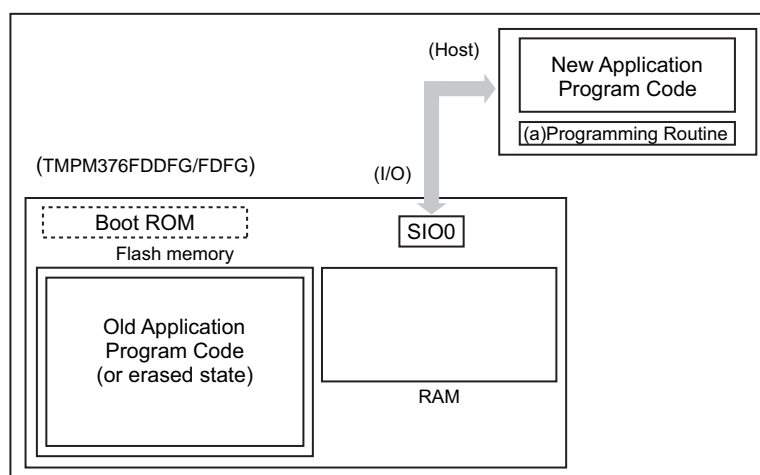 (Host)
New Application
Program Code
(a)Programming Routine
(TMPM376FDDFG/FDFG)
(I/O)
Boot ROM
SIO0
Flash memory
Old Application
Program Code
(or erased state)
RAM